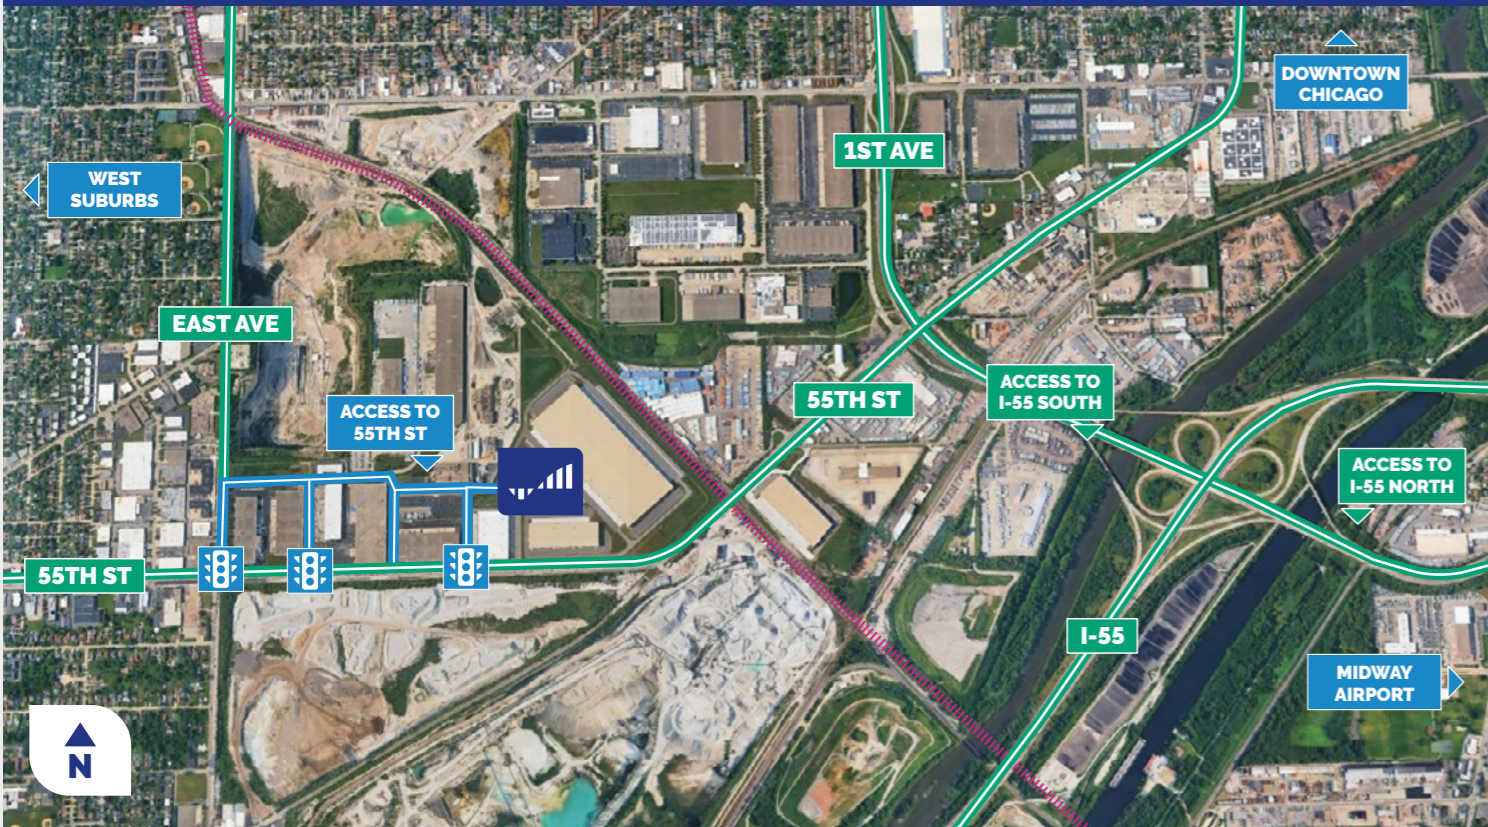 DOWNTOWN
CHICAGO
1ST AVE
WEST
SUBURBS
EAST AVE
55TH ST
ACCESS TO
I-55 SOUTH
ACCESS TO
55TH ST
ACCESS TO
I-55 NORTH
55TH ST
I-55
MIDWAY
AIRPORT
N